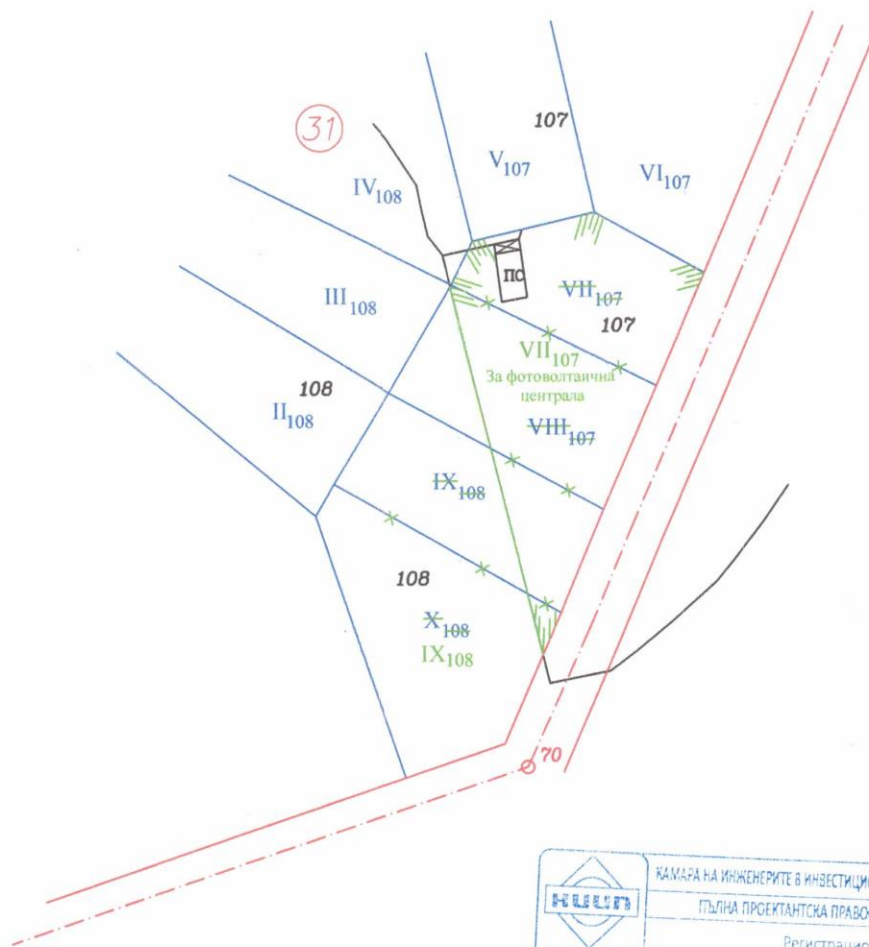 31
107
V107
VI107
IV108
ПС
VII107
III108
107
VII107
За фотоволтаична
централа
108
II108
VIII107
IX108
108
X108
IX108
70
КИИП
КАМАРА НА ИНЖЕНЕРИТЕ В ИНВЕСТИЦИ
ПЪЛНА ПРОЕКТАНТСКА ПРАВО
Регистрацио